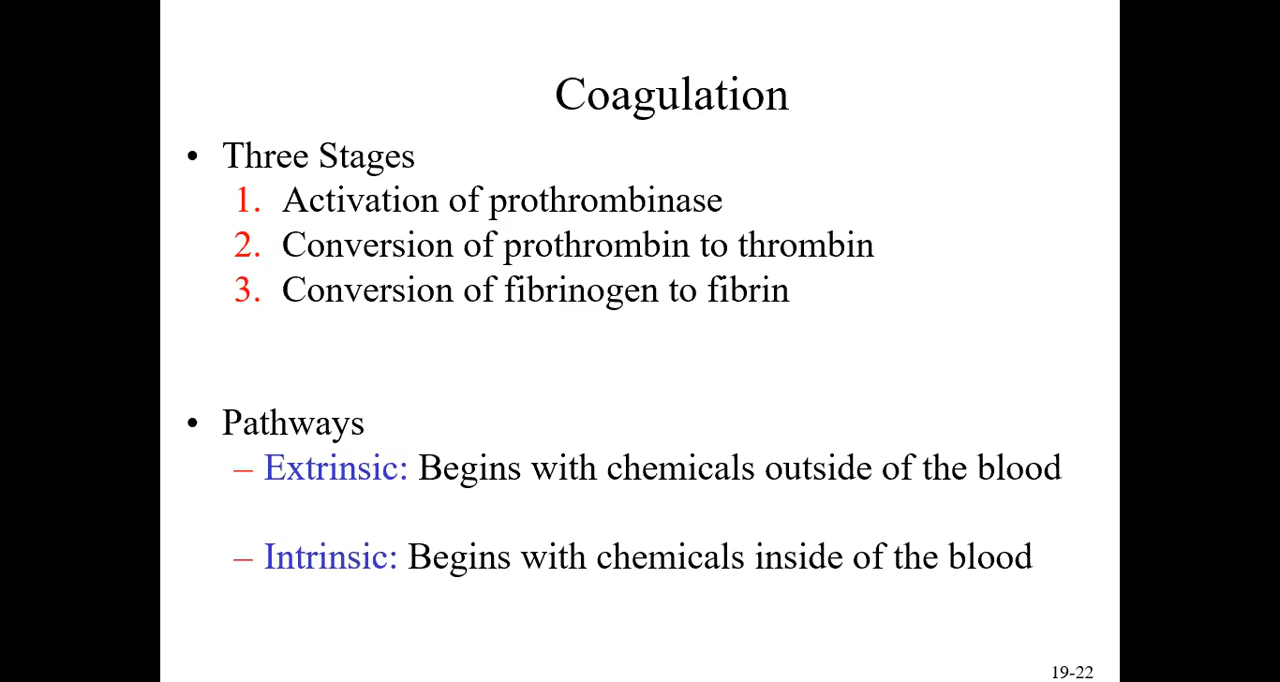 Coagulation
• Three Stages
1. Activation of prothrombinase
2. Conversion of prothrombin to thrombin
3. Conversion of fibrinogen to fibrin
• Pathways
– Extrinsic: Begins with chemicals outside of the blood
– Intrinsic: Begins with chemicals inside of the blood
19-22